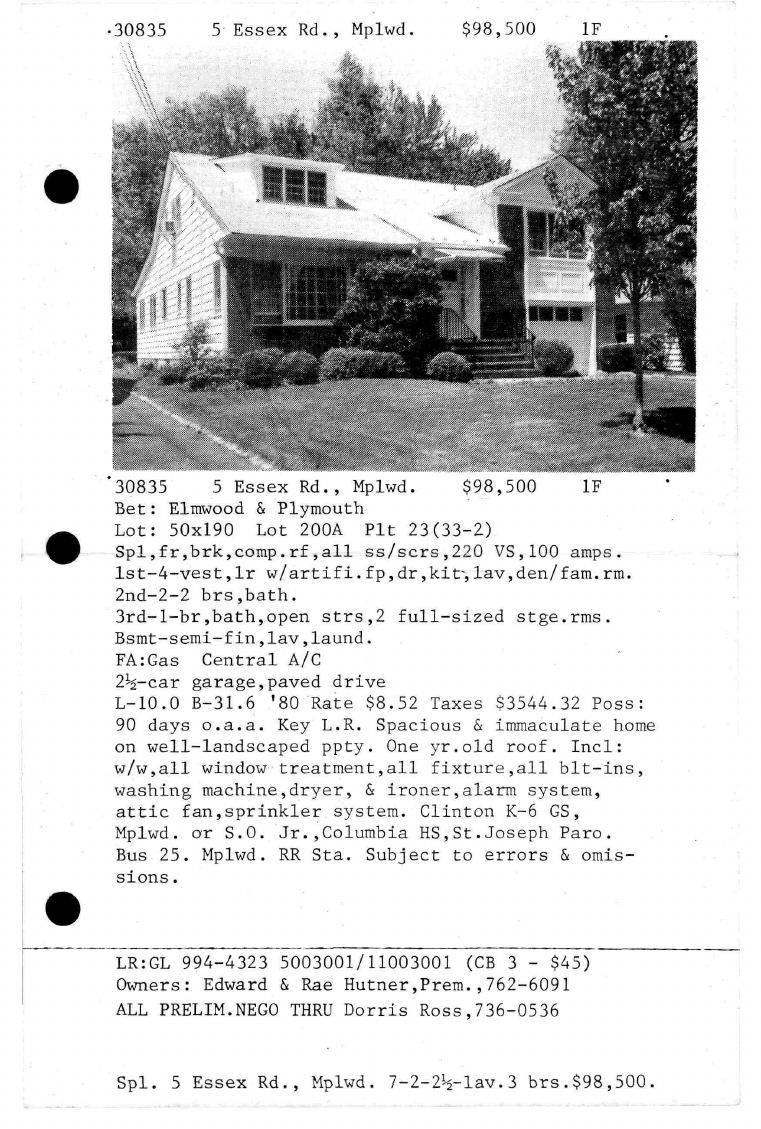 30835 5 Essex Rd., Mplwd. $98,500 1F
30835 5 Essex Rd., Mplwd. $98,500 1F
Bet: Elmwood & Plymouth
Lot: 50x190 Lot 200A Plt 23(33-2)
Spl,fr,brk,comp.rf,all ss/scrs,220 VS,100 amps.
1st-4-vest,lr w/artifi.fp,dr,kit,lav,den/fam.rm.
2nd-2-2 brs,bath.
3rd-1-br,bath,open strs,2 full-sized stge.rms.
Bsmt-semi-fin,lav,laund.
FA:Gas Central A/C
2½-car garage,paved drive
L-10.0 B-31.6 '80 Rate $8.52 Taxes $3544.32 Poss:
90 days o.a.a. Key L.R. Spacious & immaculate home
on well-landscaped ppty. One yr.old roof. Incl:
w/w,all window treatment,all fixture,all blt-ins,
washing machine,dryer, & ironer,alarm system,
attic fan,sprinkler system. Clinton K-6 GS,
Mplwd. or S.O. Jr.,Columbia HS,St.Joseph Paro.
Bus 25. Mplwd. RR Sta. Subject to errors & omis-
sions.
LR:GL 994-4323 5003001/11003001 (CB 3 - $45)
Owners: Edward & Rae Hutner,Prem.,762-6091
ALL PRELIM.NEGO THRU Dorris Ross,736-0536
Spl. 5 Essex Rd., Mplwd. 7-2-2½-lav.3 brs.$98,500.